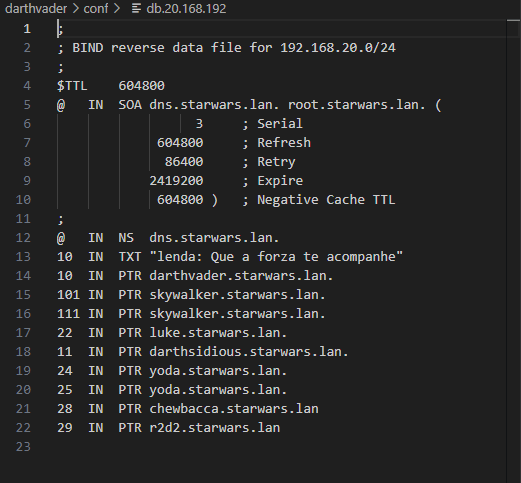 darthvader > conf > db.20.168.192
1 ;
2 ; BIND reverse data file for 192.168.20.0/24
3 ;
4 $TTL 604800
5 @ IN SOA dns.starwars.lan. root.starwars.lan. (
6 3 ; Serial
7 604800 ; Refresh
8 86400 ; Retry
9 2419200 ; Expire
10 604800 ) ; Negative Cache TTL
11 ;
12 @ IN NS dns.starwars.lan.
13 10 IN TXT "lenda: Que a forza te acompanhe"
14 10 IN PTR darthvader.starwars.lan.
15 101 IN PTR skywalker.starwars.lan.
16 111 IN PTR skywalker.starwars.lan.
17 22 IN PTR luke.starwars.lan.
18 11 IN PTR darthsidious.starwars.lan.
19 24 IN PTR yoda.starwars.lan.
20 25 IN PTR yoda.starwars.lan.
21 28 IN PTR chewbacca.starwars.lan
22 29 IN PTR r2d2.starwars.lan
23